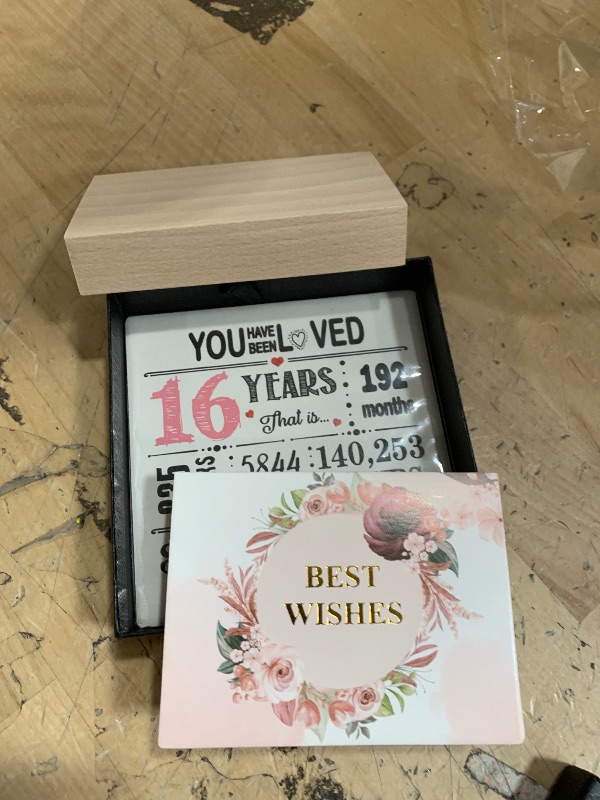 YOU HAVE BEEN LOVED
16 YEARS
That is...
192
months
5844
140,253
BEST
WISHES